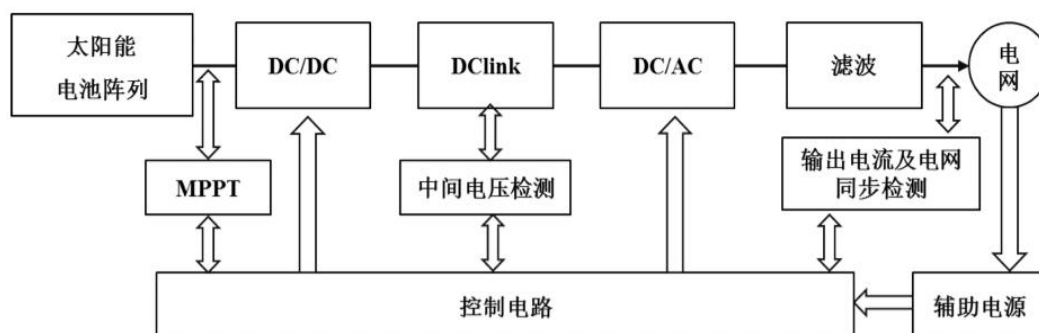 太阳能
电池阵列
DC/DC
DClink
DC/AC
滤波
电
网
MPPT
中间电压检测
输出电流及电网
同步检测
控制电路
辅助电源